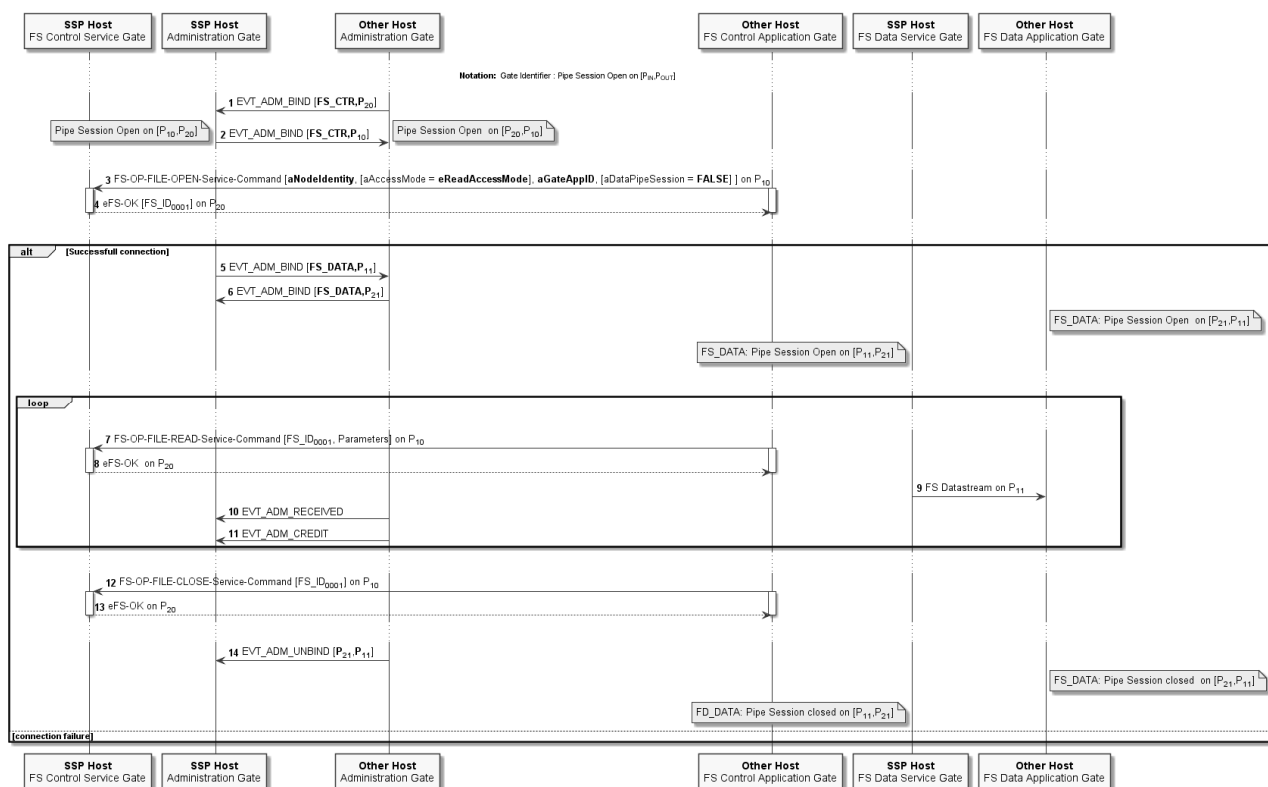 SSP Host
FS Control Service Gate
SSP Host
Administration Gate
Other Host
Administration Gate
Other Host
FS Control Application Gate
SSP Host
FS Data Service Gate
Other Host
FS Data Application Gate
Notation: Gate Identifier : Pipe Session Open on [PIN,POUT]
1 EVT_ADM_BIND [FS_CTR,P20]
Pipe Session Open on [P10,P20]
2 EVT_ADM_BIND [FS_CTR,P10]
Pipe Session Open on [P20,P10]
3 FS-OP-FILE-OPEN-Service-Command [aNodeIdentity, [aAccessMode = eReadAccessMode], aGateAppID, [aDataPipeSession = FALSE] ] on P10
4 eFS-OK [FS_ID0001] on P20
alt [Successfull connection]
5 EVT_ADM_BIND [FS_DATA,P11]
6 EVT_ADM_BIND [FS_DATA,P21]
FS_DATA: Pipe Session Open on [P21,P11]
FS_DATA: Pipe Session Open on [P11,P21]
loop
7 FS-OP-FILE-READ-Service-Command [FS_ID0001, Parameters] on P10
8 eFS-OK on P20
9 FS Datastream on P11
10 EVT_ADM_RECEIVED
11 EVT_ADM_CREDIT
12 FS-OP-FILE-CLOSE-Service-Command [FS_ID0001] on P10
13 eFS-OK on P20
14 EVT_ADM_UNBIND [P21,P11]
FS_DATA: Pipe Session closed on [P21,P11]
FD_DATA: Pipe Session closed on [P11,P21]
[connection failure]
SSP Host
FS Control Service Gate
SSP Host
Administration Gate
Other Host
Administration Gate
Other Host
FS Control Application Gate
SSP Host
FS Data Service Gate
Other Host
FS Data Application Gate